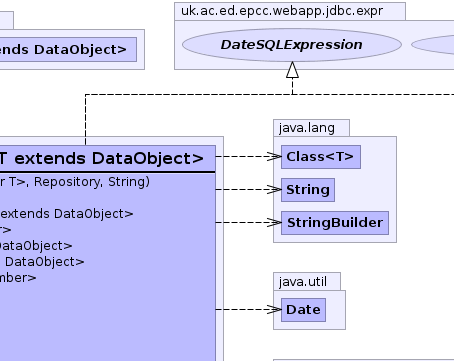 uk.ac.ed.epcc.webapp.jdbc.expr
ends DataObject>
DateSQLExpression
java.lang
T extends DataObject>
Class<T>
r T>, Repository, String)
String
extends DataObject>
r>
StringBuilder
DataObject>
DataObject>
mber>
java.util
Date